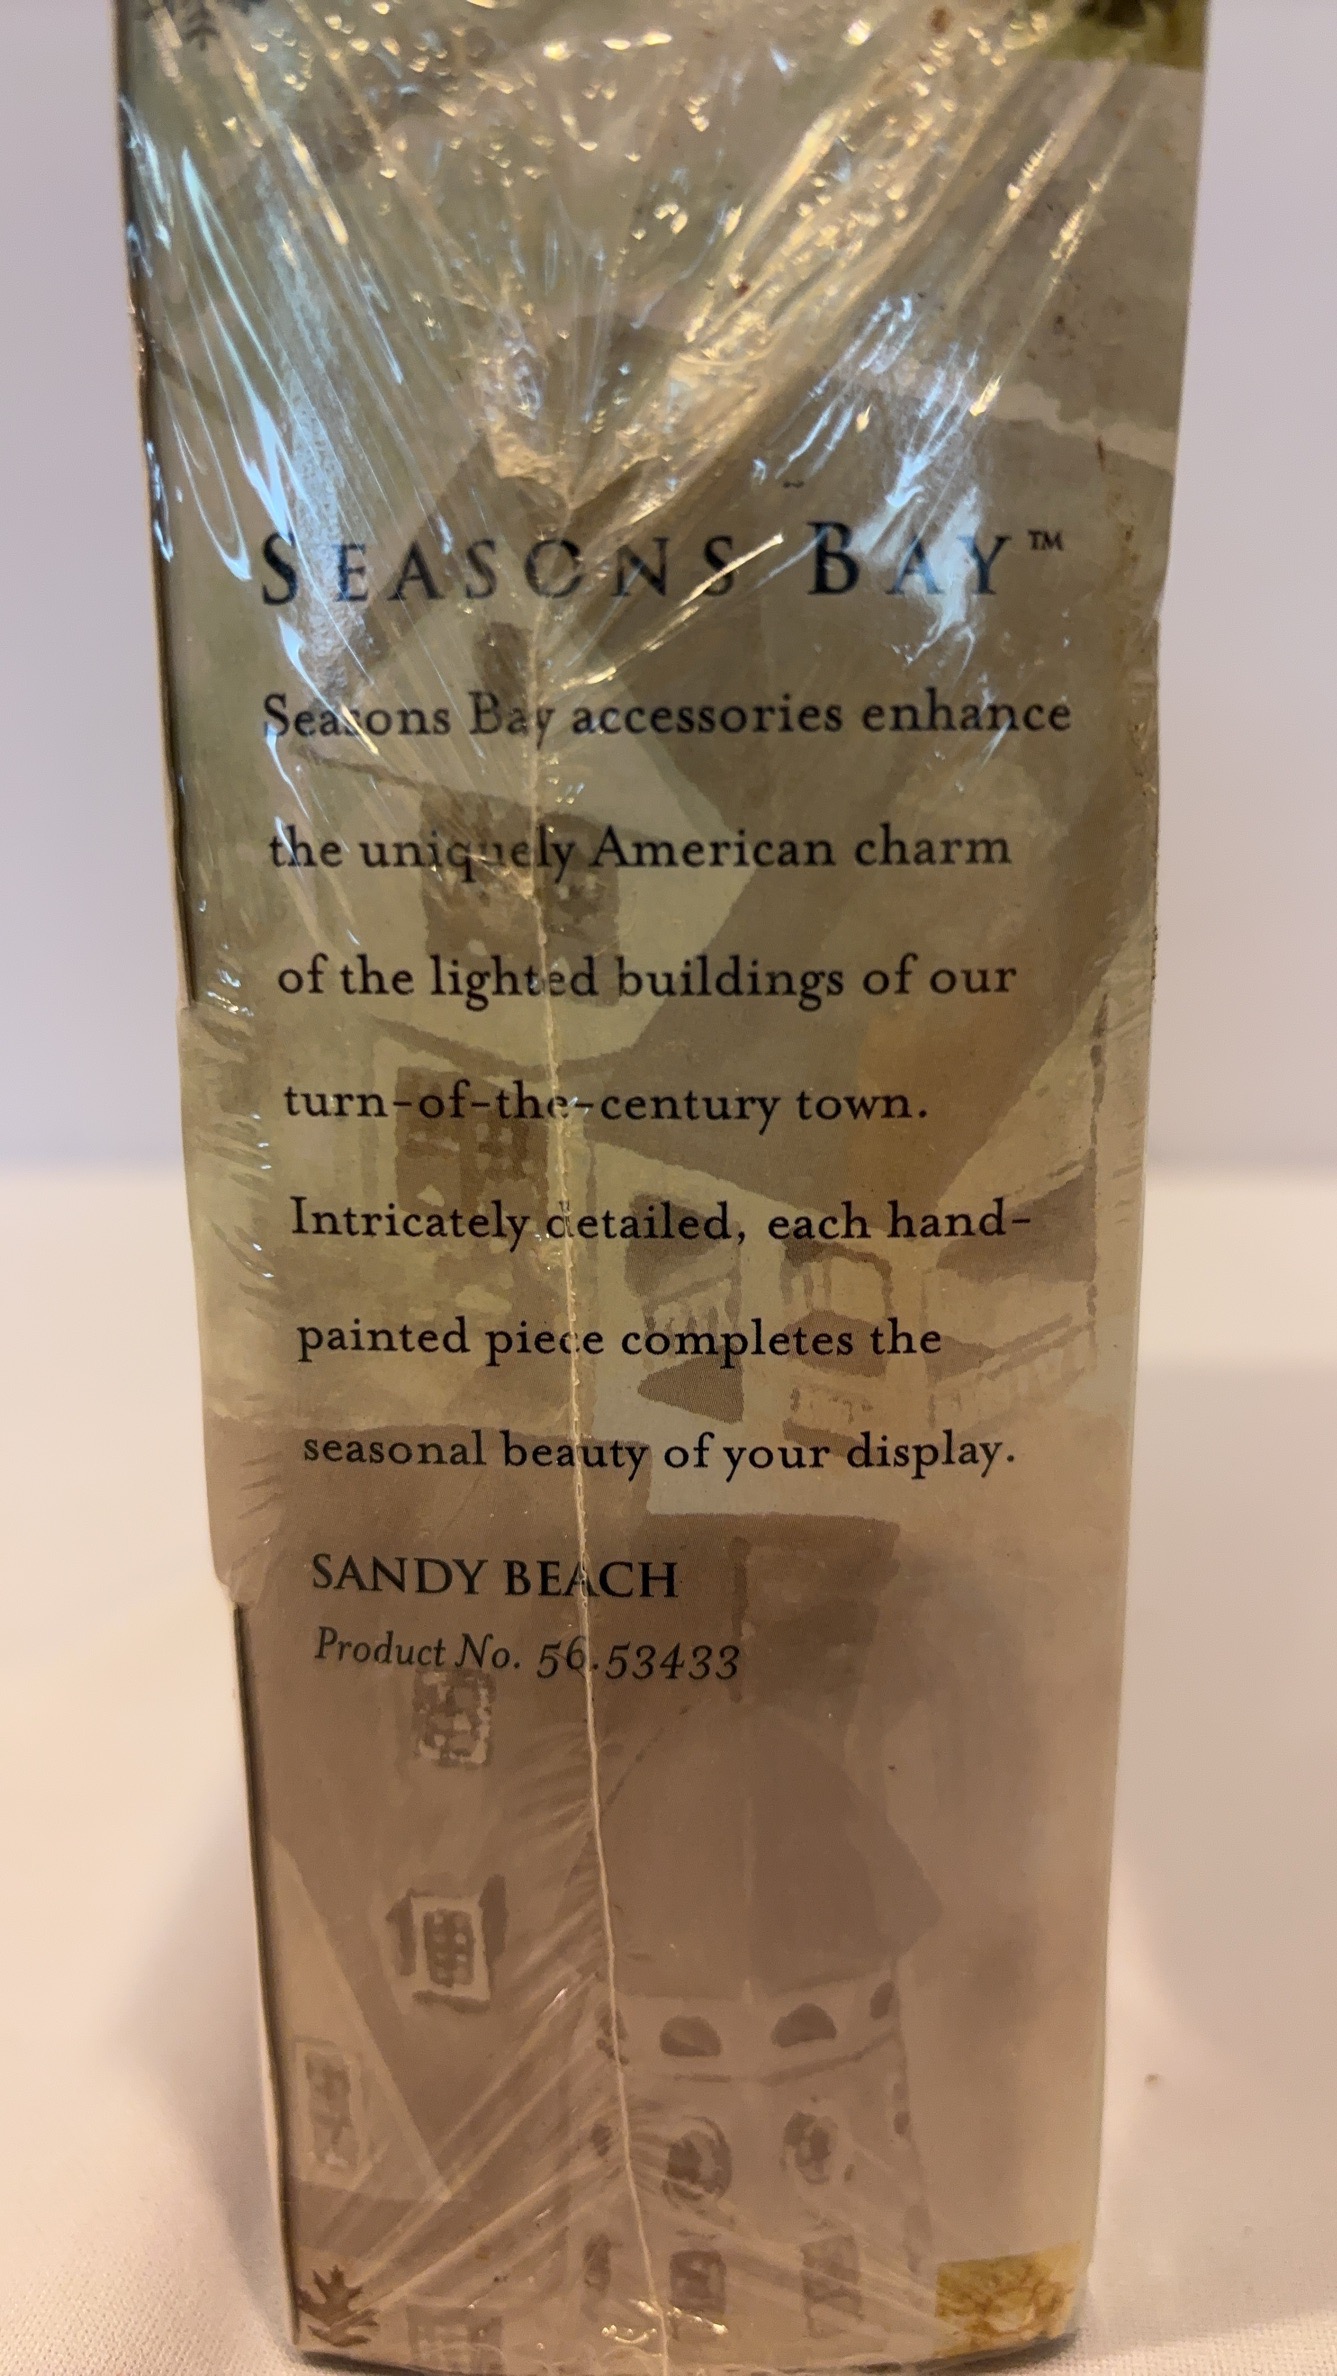 SEASONS BAY™
Seasons Bay accessories enhance
the uniquely American charm
of the lighted buildings of our
turn-of-the-century town.
Intricately detailed, each hand-
painted piece completes the
seasonal beauty of your display.
SANDY BEACH
Product No. 56.53433